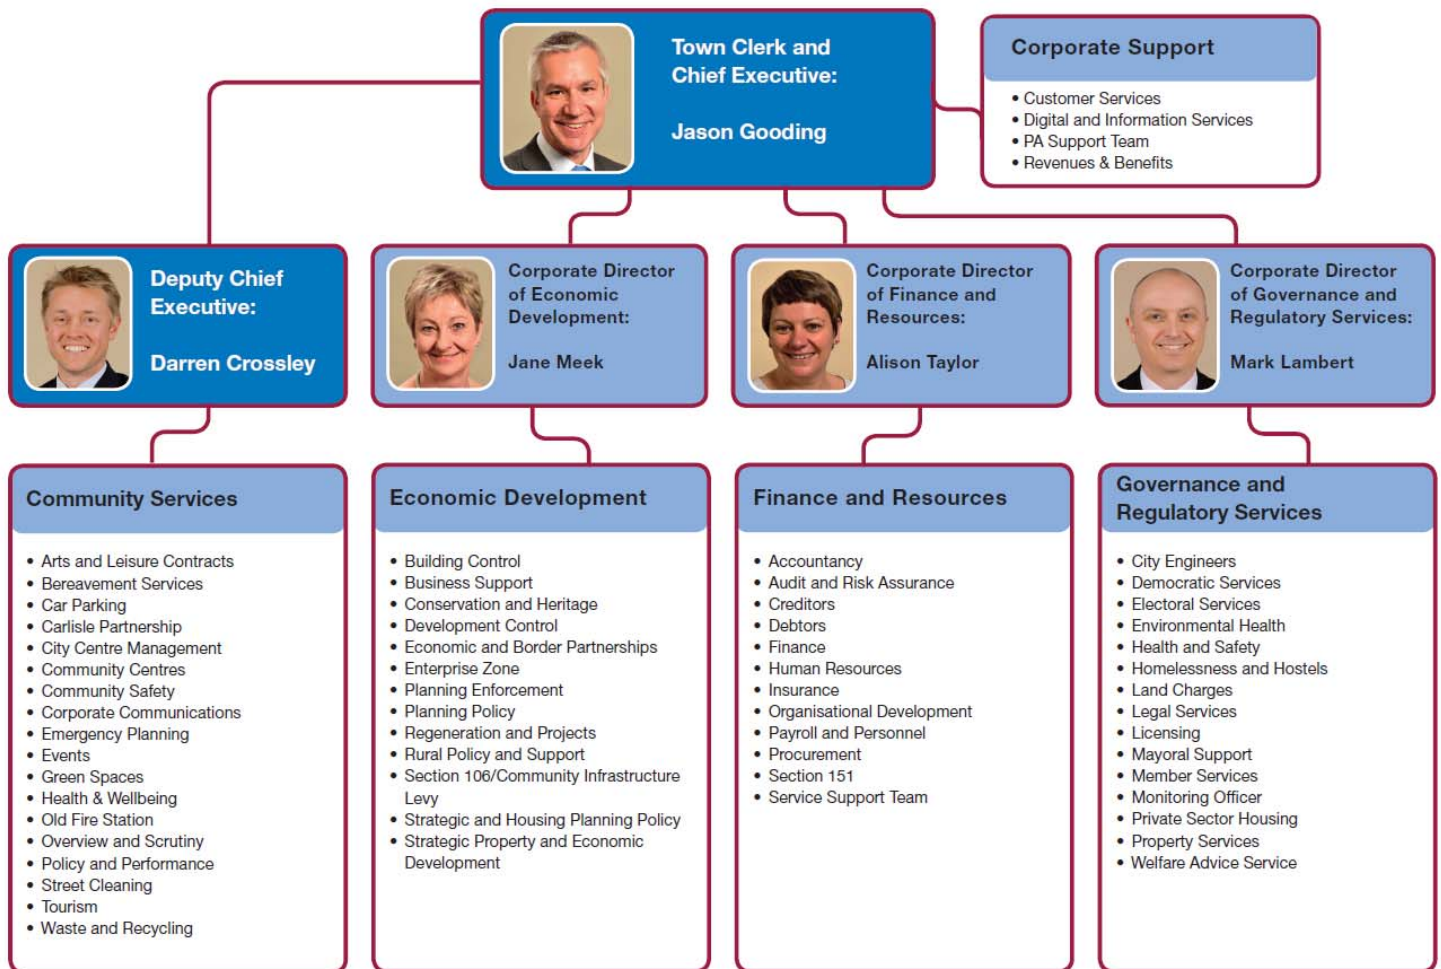 Town Clerk and
Chief Executive:
Jason Gooding
Corporate Support
• Customer Services
• Digital and Information Services
• PA Support Team
• Revenues & Benefits
Deputy Chief
Executive:
Darren Crossley
Corporate Director
of Economic
Development:
Jane Meek
Corporate Director
of Finance and
Resources:
Alison Taylor
Corporate Director
of Governance and
Regulatory Services:
Mark Lambert
Community Services
• Arts and Leisure Contracts
• Bereavement Services
• Car Parking
• Carlisle Partnership
• City Centre Management
• Community Centres
• Community Safety
• Corporate Communications
• Emergency Planning
• Events
• Green Spaces
• Health & Wellbeing
• Old Fire Station
• Overview and Scrutiny
• Policy and Performance
• Street Cleaning
• Tourism
• Waste and Recycling
Economic Development
• Building Control
• Business Support
• Conservation and Heritage
• Development Control
• Economic and Border Partnerships
• Enterprise Zone
• Planning Enforcement
• Planning Policy
• Regeneration and Projects
• Rural Policy and Support
• Section 106/Community Infrastructure
Levy
• Strategic and Housing Planning Policy
• Strategic Property and Economic
Development
Finance and Resources
• Accountancy
• Audit and Risk Assurance
• Creditors
• Debtors
• Finance
• Human Resources
• Insurance
• Organisational Development
• Payroll and Personnel
• Procurement
• Section 151
• Service Support Team
Governance and
Regulatory Services
• City Engineers
• Democratic Services
• Electoral Services
• Environmental Health
• Health and Safety
• Homelessness and Hostels
• Land Charges
• Legal Services
• Licensing
• Mayoral Support
• Member Services
• Monitoring Officer
• Private Sector Housing
• Property Services
• Welfare Advice Service